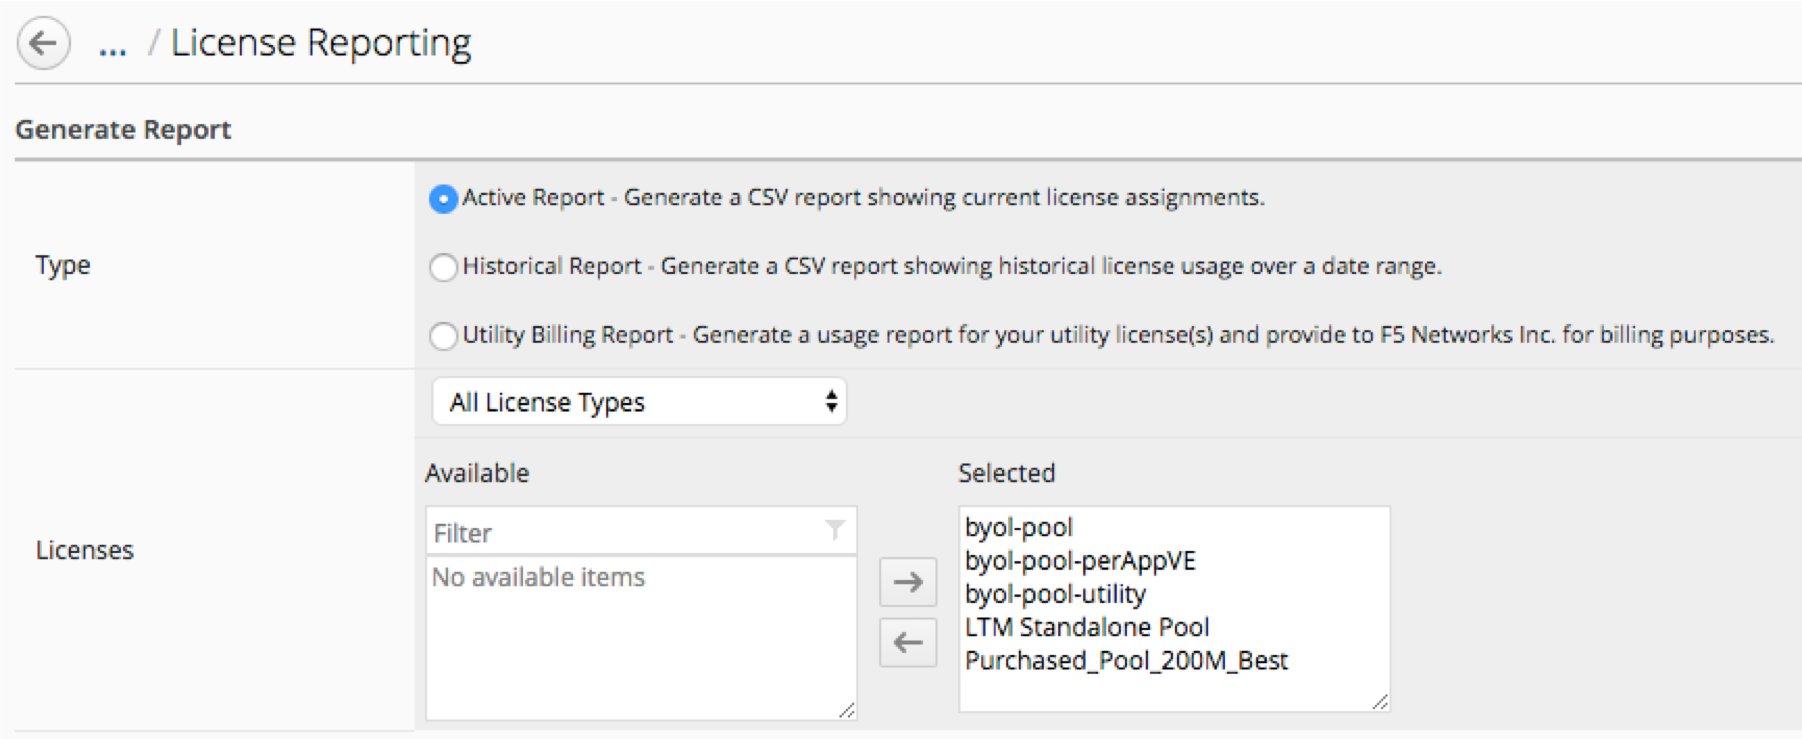 ... / License Reporting
Generate Report
Type
Active Report - Generate a CSV report showing current license assignments.
Historical Report - Generate a CSV report showing historical license usage over a date range.
Utility Billing Report - Generate a usage report for your utility license(s) and provide to F5 Networks Inc. for billing purposes.
Licenses
All License Types
Available
Filter
No available items
Selected
byol-pool
byol-pool-perAppVE
byol-pool-utility
LTM Standalone Pool
Purchased_Pool_200M_Best